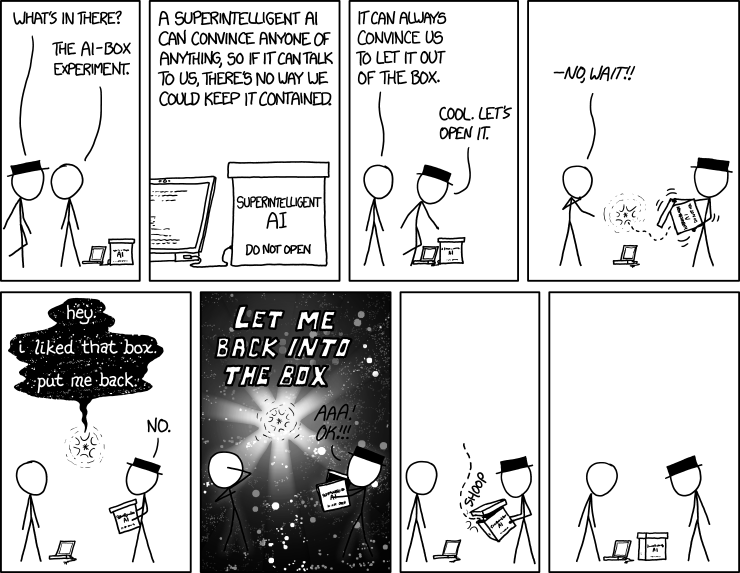 WHAT'S IN THERE?
THE AI-BOX
EXPERIMENT.
A SUPERINTELLIGENT AI
CAN CONVINCE ANYONE OF
ANYTHING, SO IF IT CAN TALK
TO US, THERE'S NO WAY WE
COULD KEEP IT CONTAINED.
SUPERINTELLIGENT
AI
DO NOT OPEN
IT CAN ALWAYS
CONVINCE US
TO LET IT OUT
OF THE BOX.
COOL. LET'S
OPEN IT.
—NO, WAIT!!
hey.
i liked that box.
put me back.
NO.
LET ME
BACK INTO
THE BOX
AAA!
OK!!!
SHOOP